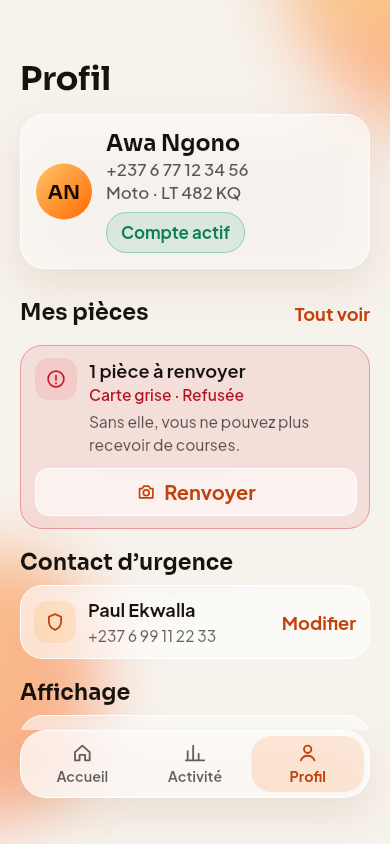 Profil
AN
Awa Ngono
+237 6 77 12 34 56
Moto · LT 482 KQ
Compte actif
Mes pièces
Tout voir
1 pièce à renvoyer
Carte grise · Refusée
Sans elle, vous ne pouvez plus
recevoir de courses.
Renvoyer
Contact d’urgence
Paul Ekwalla
+237 6 99 11 22 33
Modifier
Affichage
Accueil
Activité
Profil